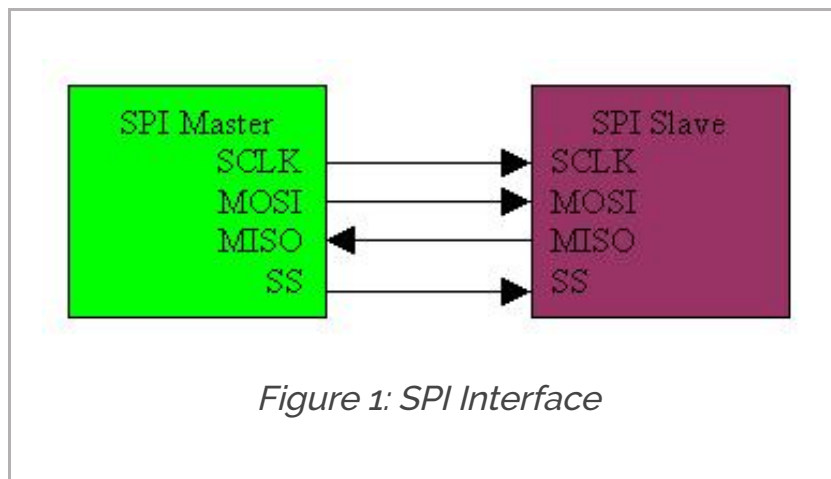 SPI Master
SCLK
MOSI
MISO
SS
SPI Slave
SCLK
MOSI
MISO
SS
Figure 1: SPI Interface